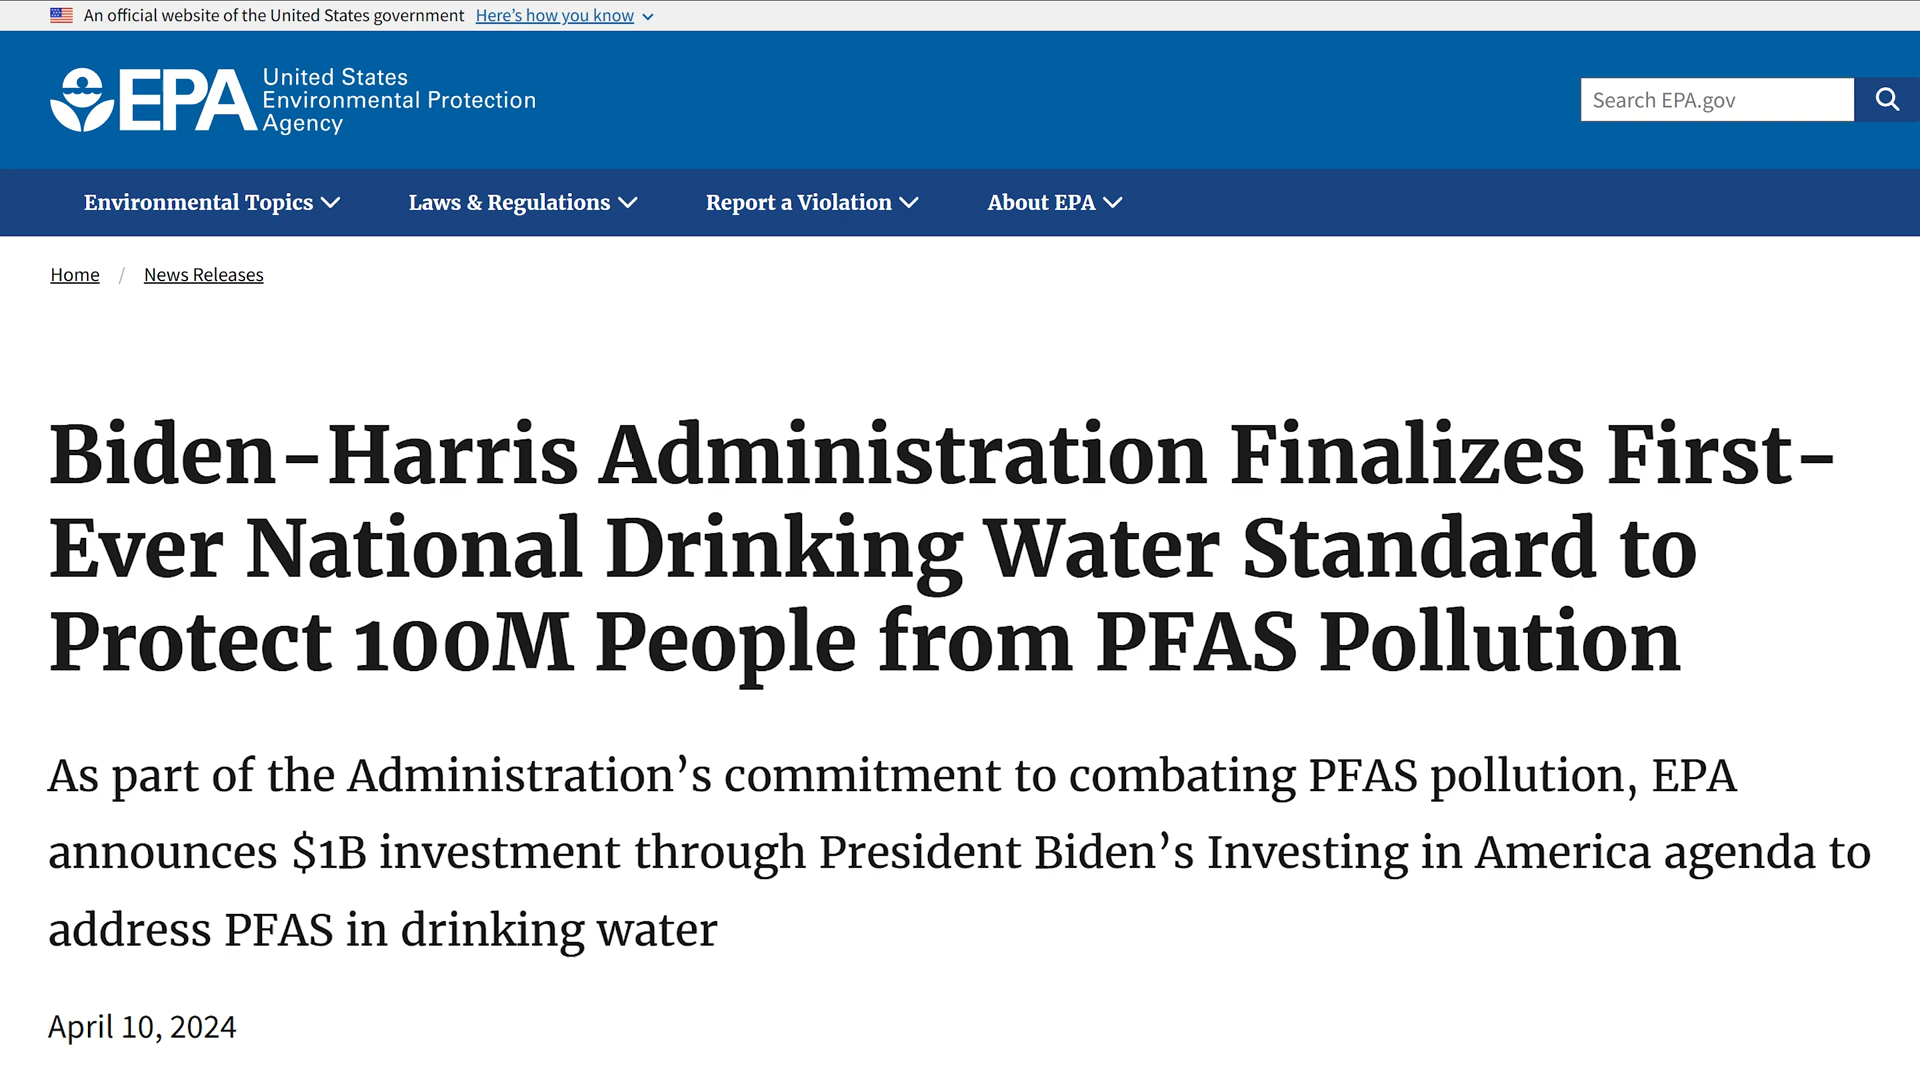 An official website of the United States government Here’s how you know
EPA United States
Environmental Protection
Agency
Search EPA.gov
Environmental Topics Laws & Regulations Report a Violation About EPA
Home / News Releases
Biden-Harris Administration Finalizes First-
Ever National Drinking Water Standard to
Protect 100M People from PFAS Pollution
As part of the Administration’s commitment to combating PFAS pollution, EPA
announces $1B investment through President Biden’s Investing in America agenda to
address PFAS in drinking water
April 10, 2024